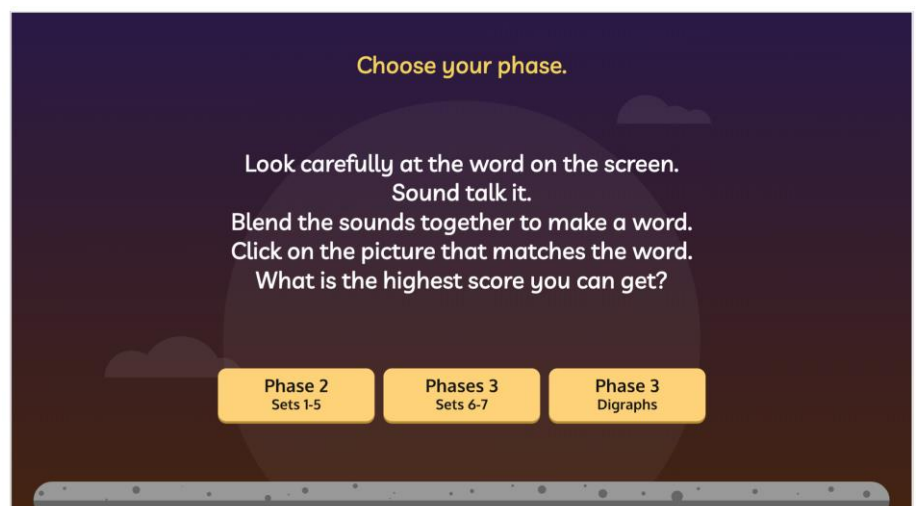 Choose your phase.
Look carefully at the word on the screen.
Sound talk it.
Blend the sounds together to make a word.
Click on the picture that matches the word.
What is the highest score you can get?
Phase 2 Phases 3 Phase 3
Sets 1-5 Sets 6-7 Digraphs